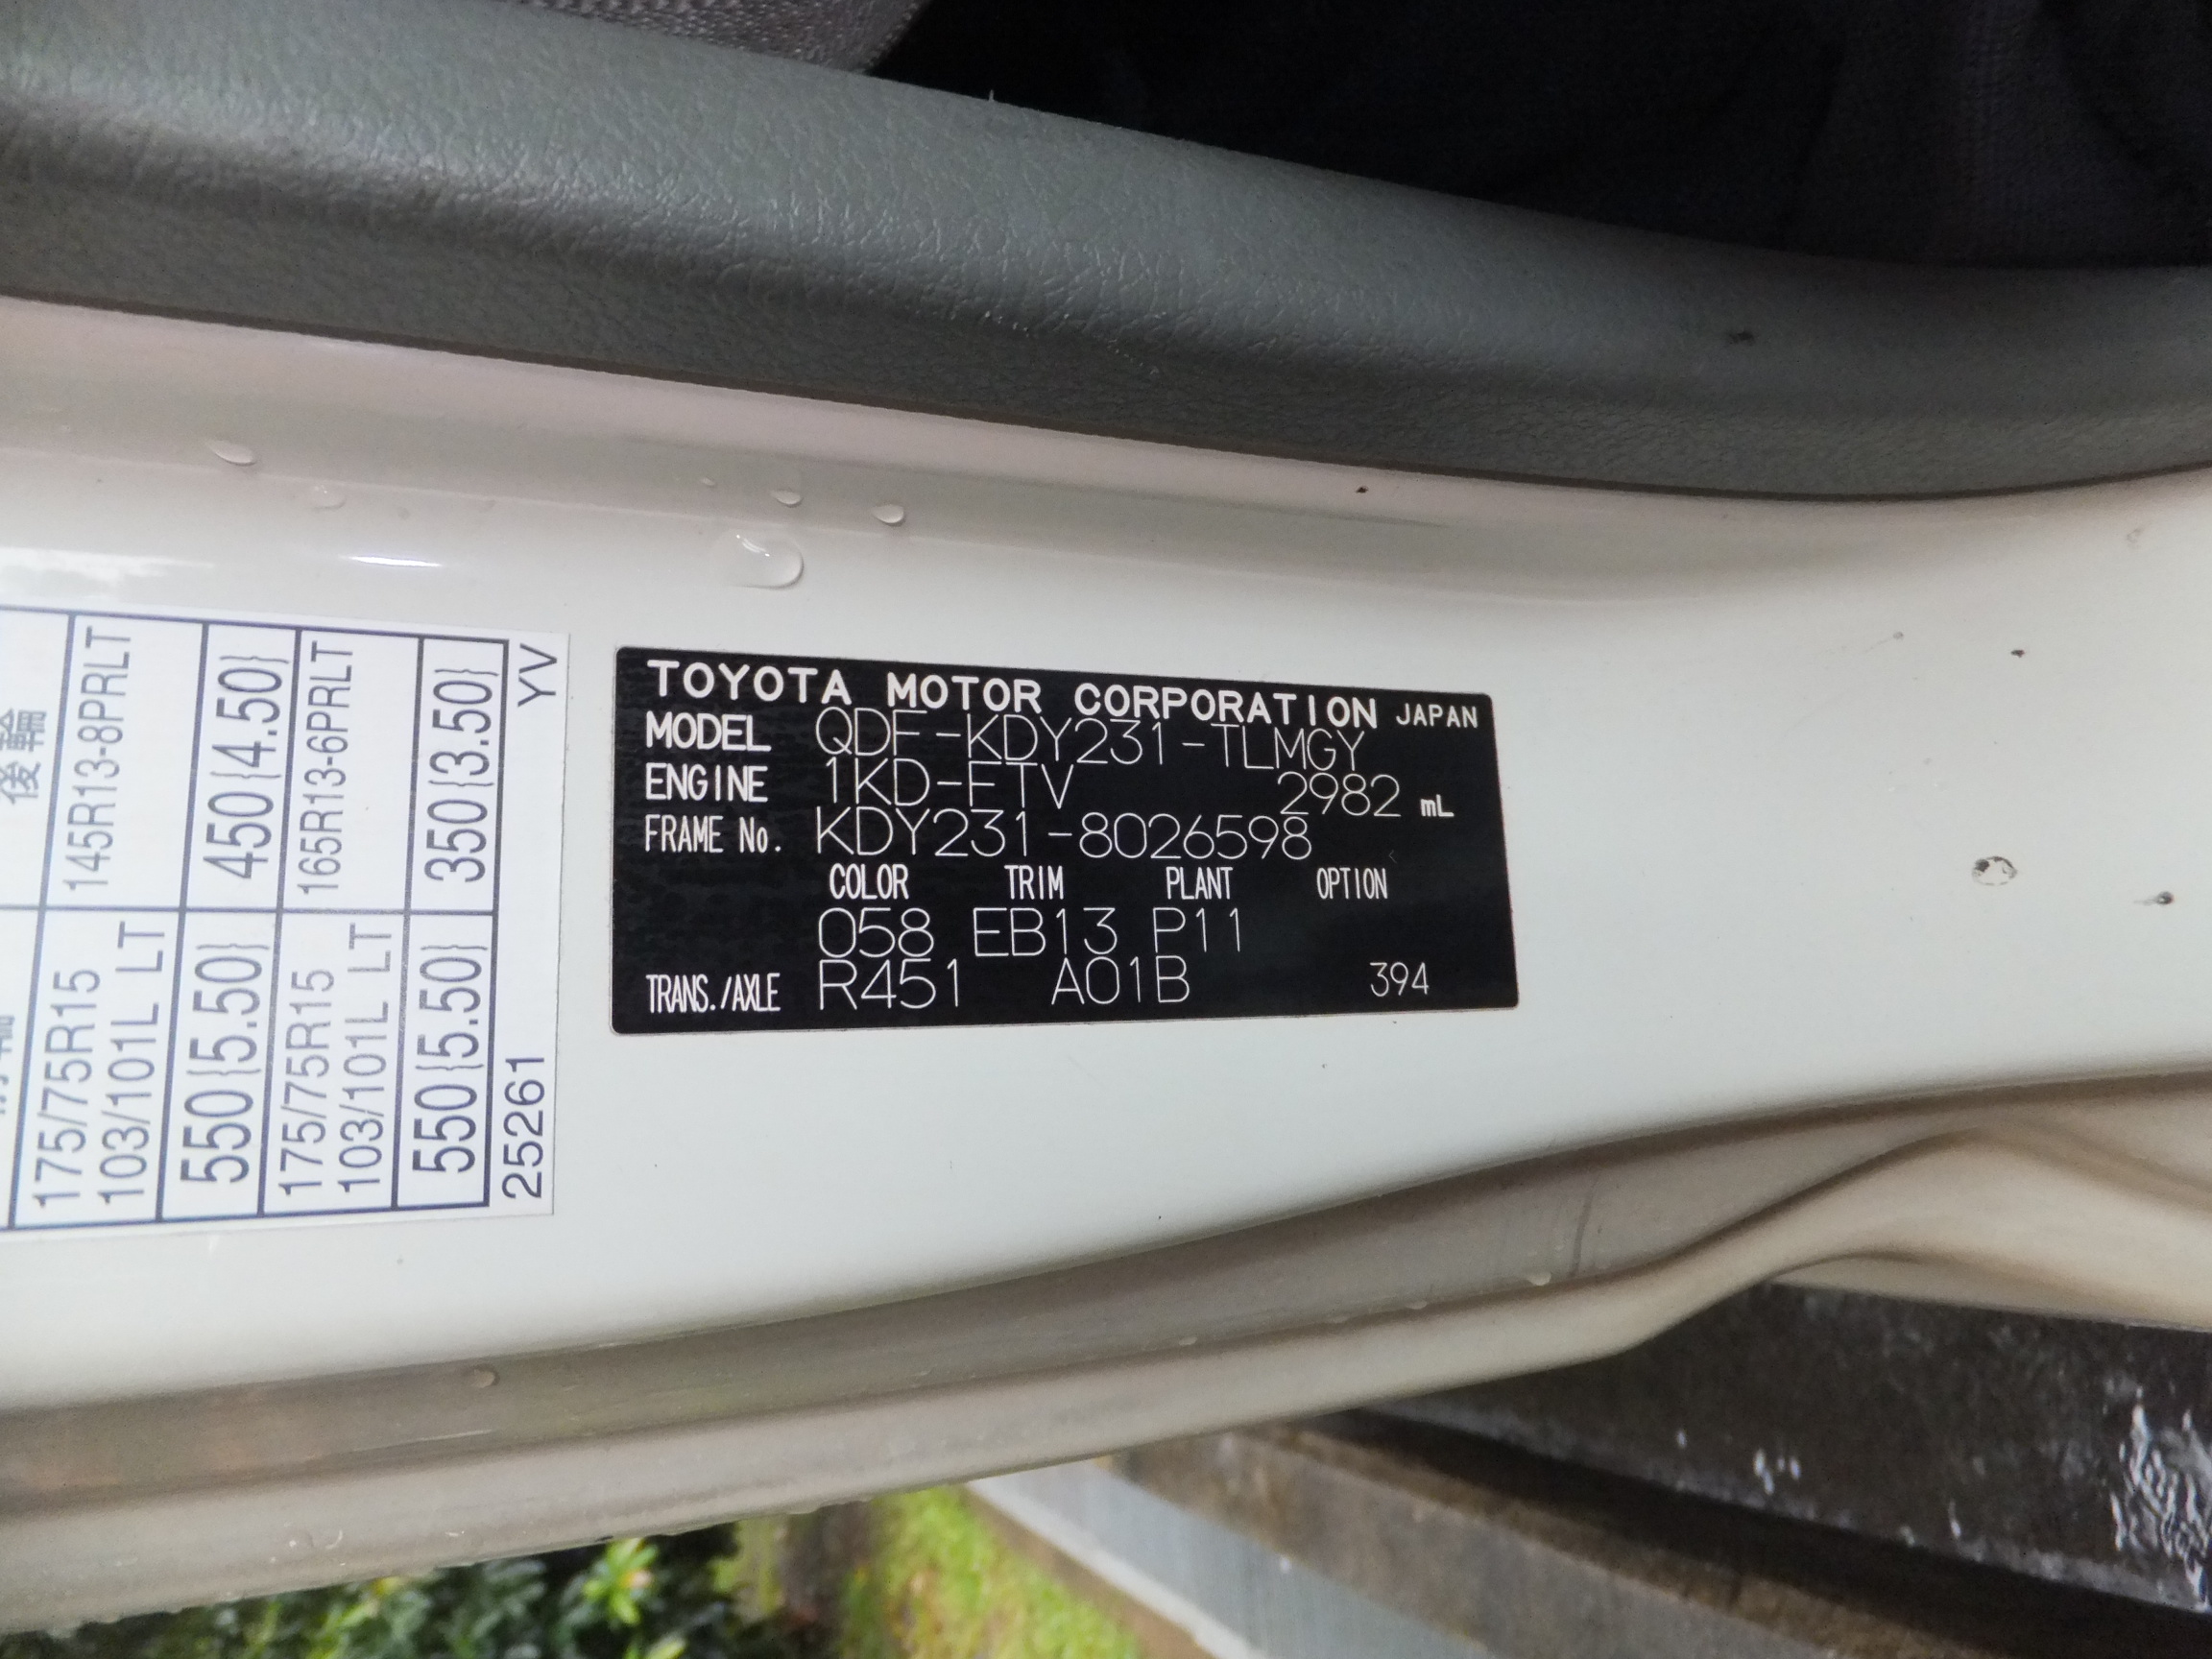 TOYOTA MOTOR CORPORATION JAPAN
MODEL QDF-KDY231-TLMGY
ENGINE 1KD-FTV 2982 mL
FRAME No. KDY231-8026598
COLOR TRIM PLANT OPTION
058 EB13 P11
TRANS./AXLE R451 A01B 394
後輪
175/75R15 103/101L LT 145R13-8PRLT
550{5.50} 450{4.50}
175/75R15 103/101L LT 165R13-6PRLT
550{5.50} 350{3.50}
25261 YV